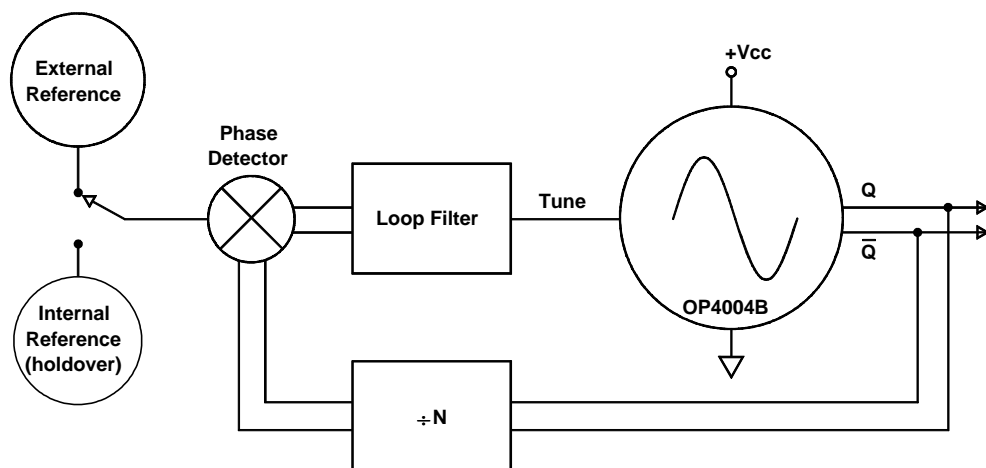 External
Reference
Phase
Detector
+Vcc
Loop Filter
Tune
Q
Q̅
OP4004B
Internal
Reference
(holdover)
÷N